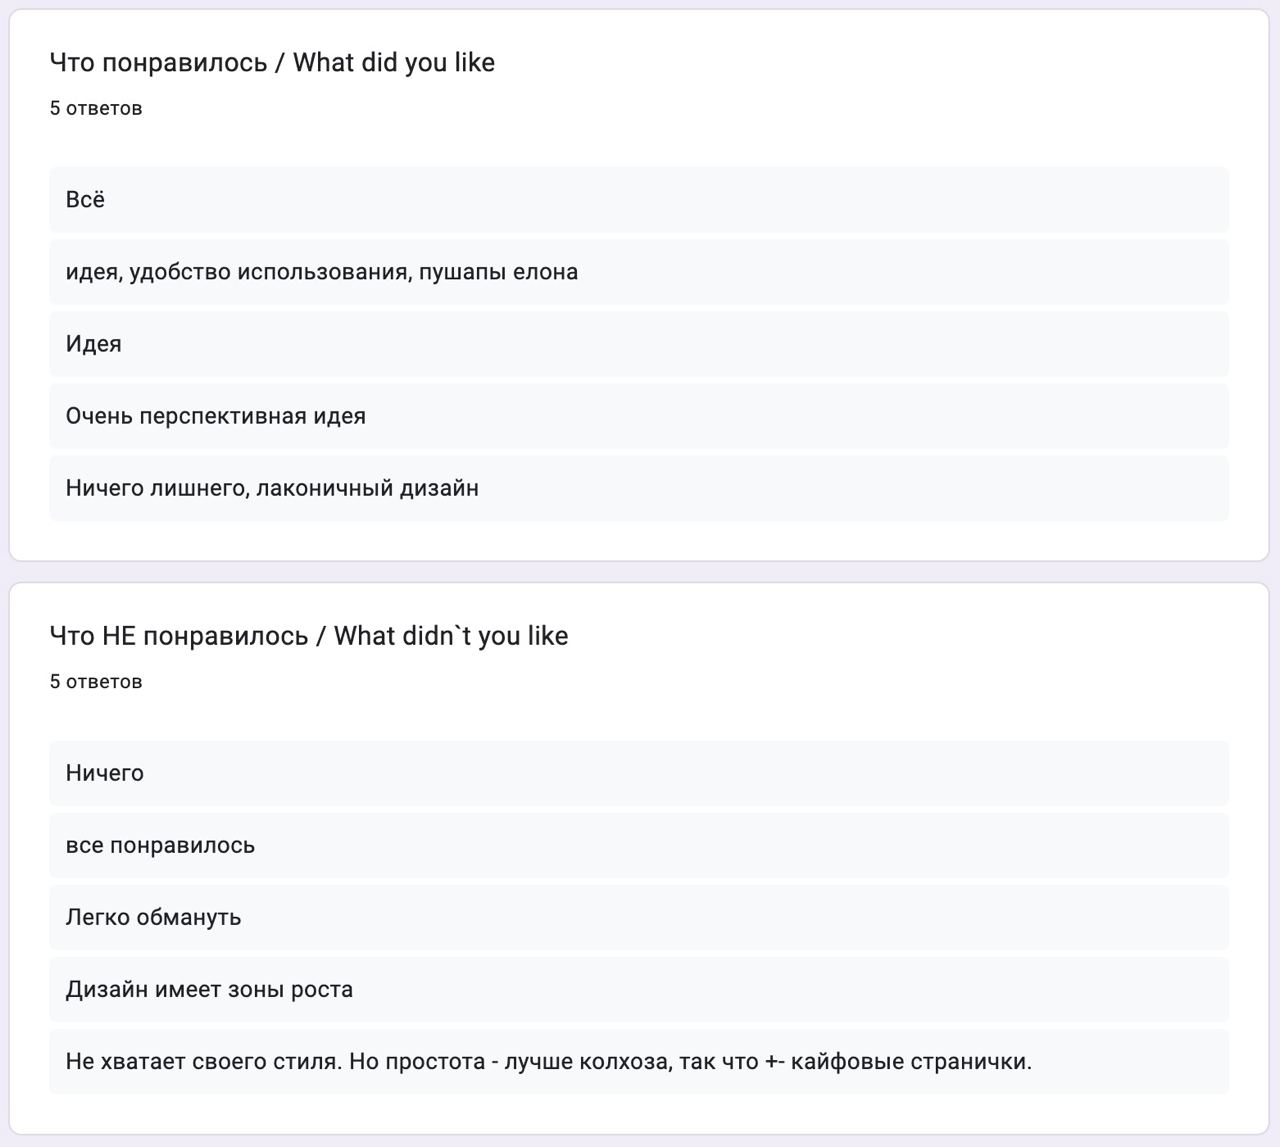 Что понравилось / What did you like
5 ответов
Всё
идея, удобство использования, пушапы елона
Идея
Очень перспективная идея
Ничего лишнего, лаконичный дизайн
Что НЕ понравилось / What didn`t you like
5 ответов
Ничего
все понравилось
Легко обмануть
Дизайн имеет зоны роста
Не хватает своего стиля. Но простота - лучше колхоза, так что +- кайфовые странички.